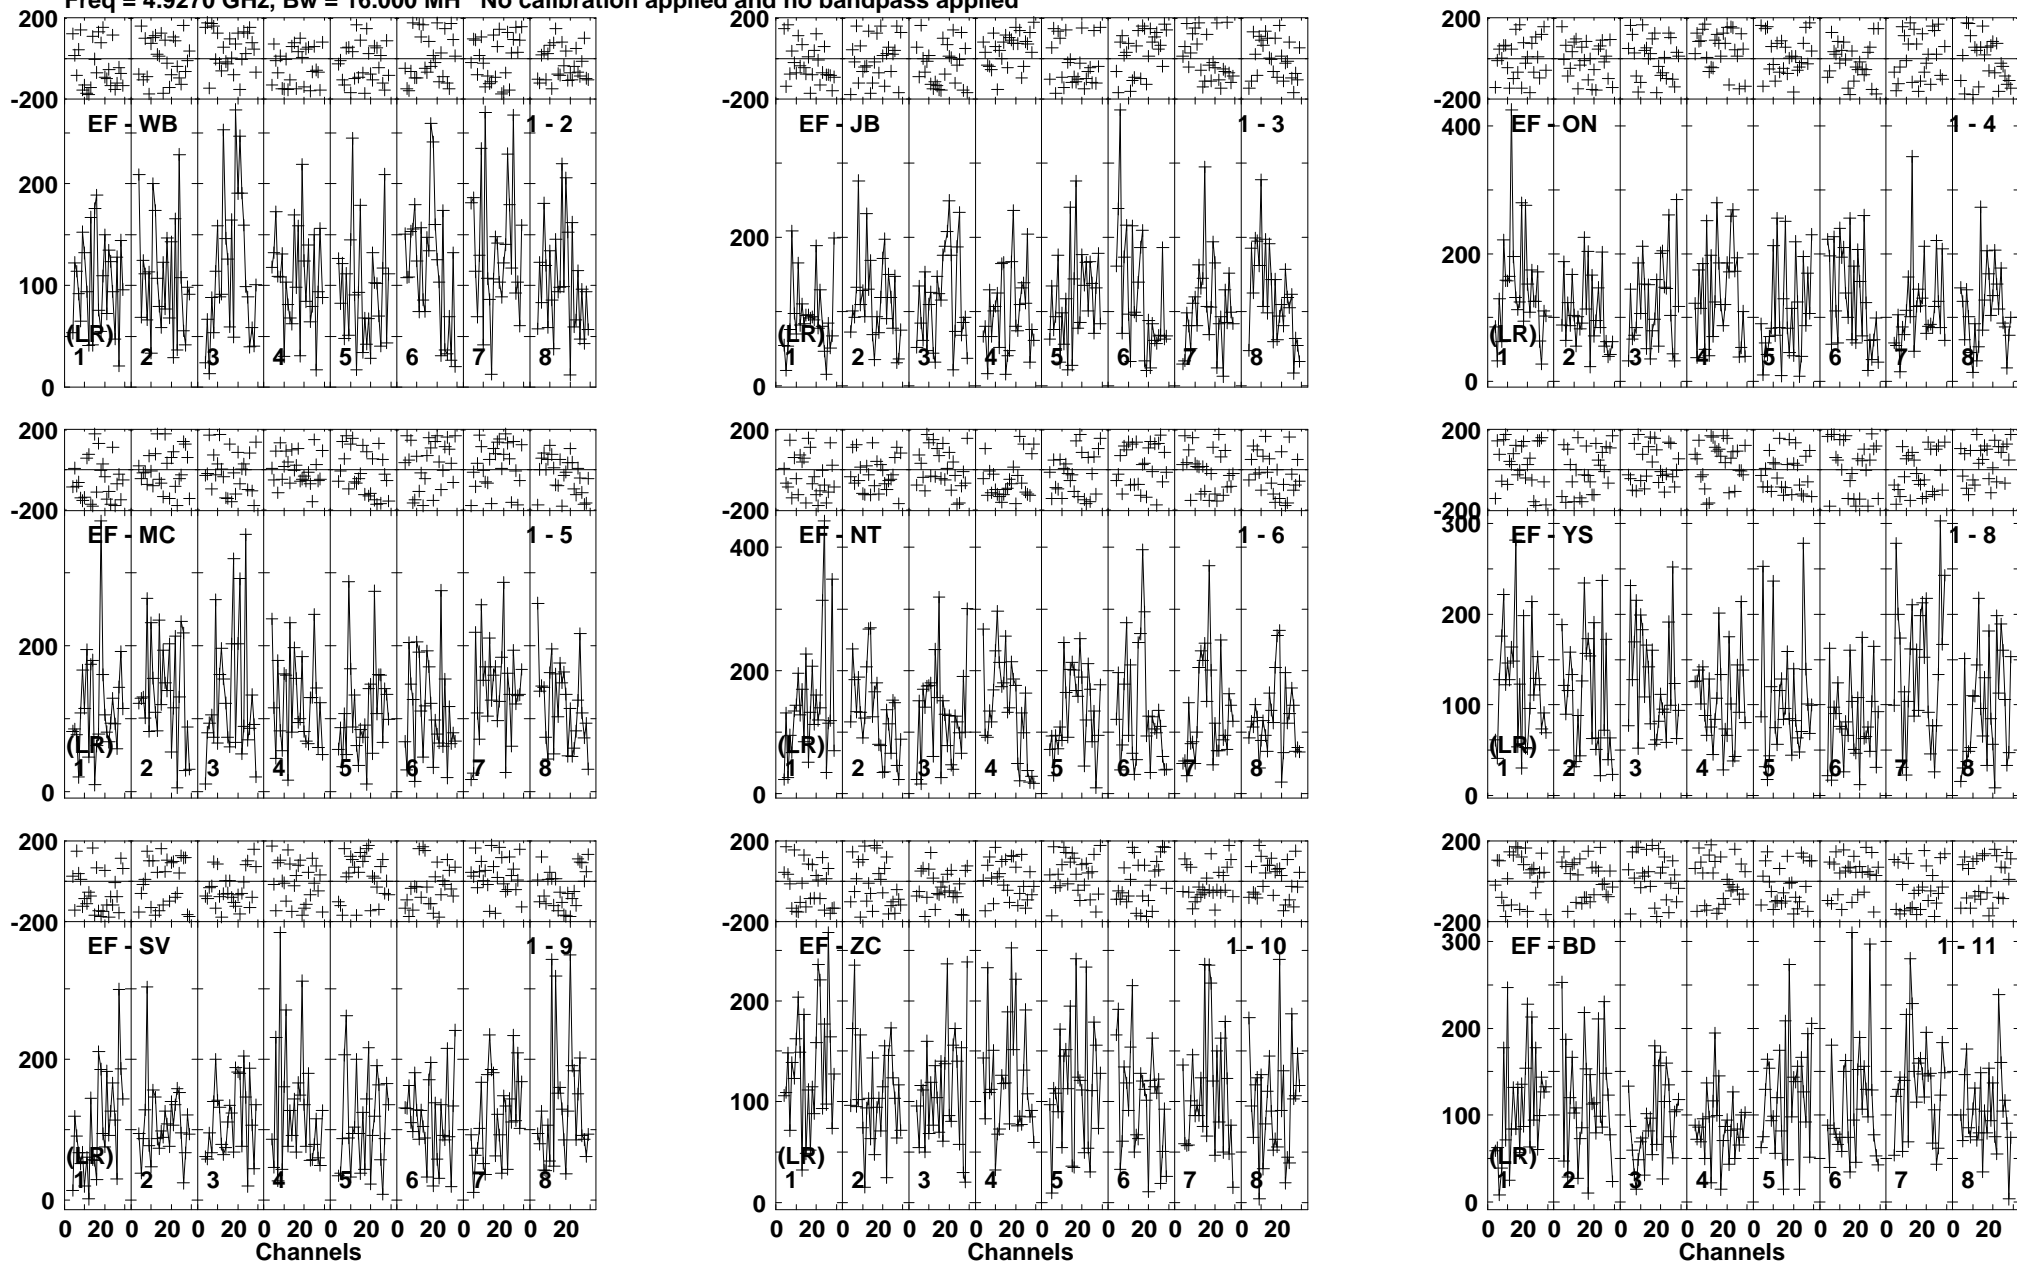 Freq = 4.9270 GHz, Bw = 16.000 MH No calibration applied and no bandpass applied
200
-200
EF - WB 1 - 2
200
100
0
(LR)
1 2 3 4 5 6 7 8
200
-200
EF - JB 1 - 3
200
0
(LR)
1 2 3 4 5 6 7 8
200
-200
EF - ON 1 - 4
400
200
0
(LR)
1 2 3 4 5 6 7 8
200
-200
EF - MC 1 - 5
200
0
(LR)
1 2 3 4 5 6 7 8
200
-200
EF - NT 1 - 6
400
200
0
(LR)
1 2 3 4 5 6 7 8
200
-200
EF - YS 1 - 8
300
200
100
0
(LR)
1 2 3 4 5 6 7 8
200
-200
EF - SV 1 - 9
200
0
(LR)
1 2 3 4 5 6 7 8
0 20 0 20 0 20 0 20 0 20 0 20 0 20 0 20
Channels
200
-200
EF - ZC 1 - 10
200
100
0
(LR)
1 2 3 4 5 6 7 8
0 20 0 20 0 20 0 20 0 20 0 20 0 20 0 20
Channels
200
-200
EF - BD 1 - 11
300
200
100
0
(LR)
1 2 3 4 5 6 7 8
0 20 0 20 0 20 0 20 0 20 0 20 0 20 0 20
Channels